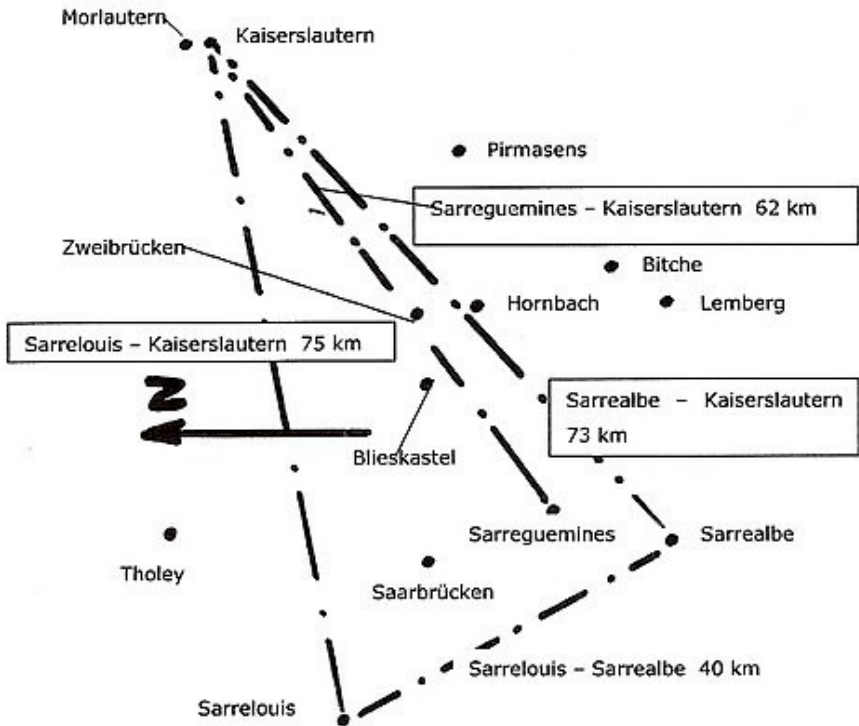 Morlautern
Kaiserslautern
Pirmasens
Sarreguemines – Kaiserslautern 62 km
Zweibrücken
Bitche
Hornbach
Lemberg
Sarrelouis – Kaiserslautern 75 km
N
Sarrealbe – Kaiserslautern
73 km
Blieskastel
Sarreguemines
Sarrealbe
Tholey
Saarbrücken
Sarrelouis – Sarrealbe 40 km
Sarrelouis